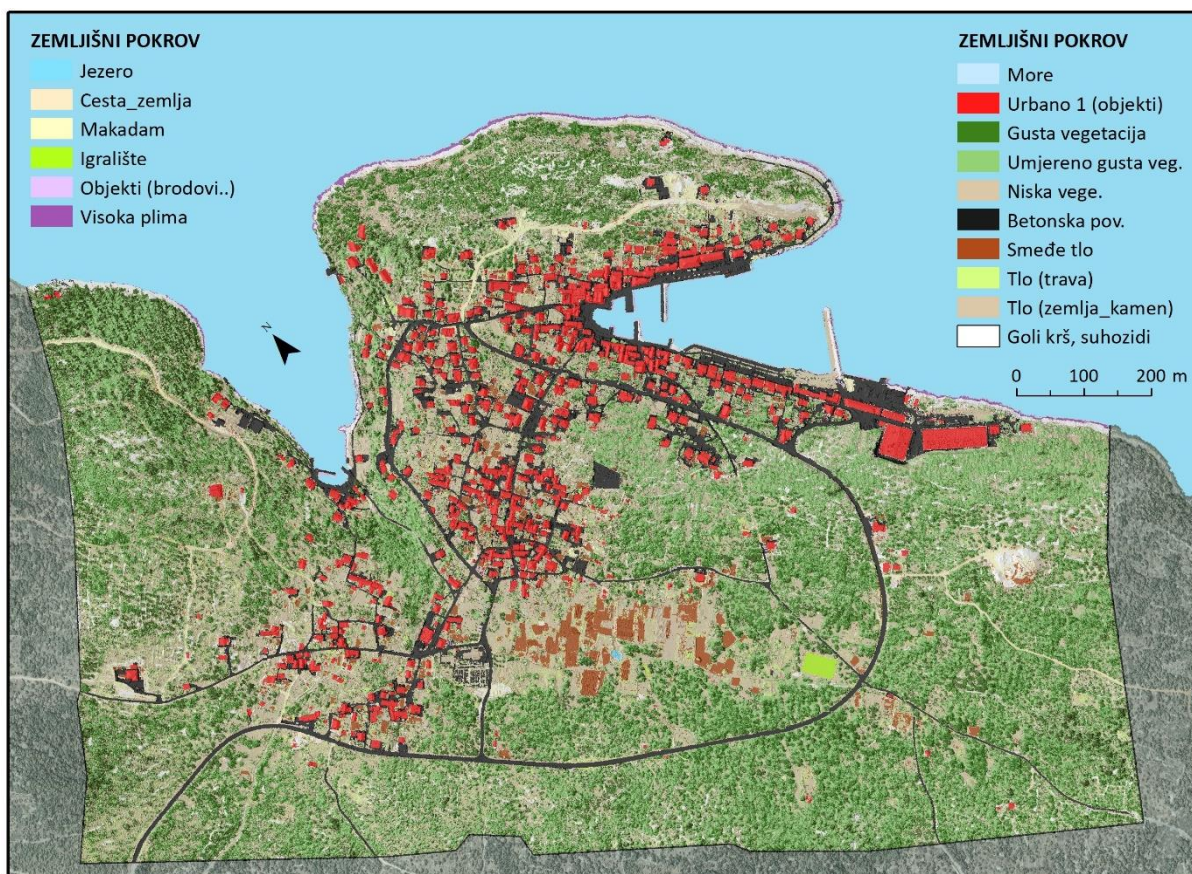 ZEMLJIŠNI POKROV
Jezero
Cesta_zemlja
Makadam
Igralište
Objekti (brodovi..)
Visoka plima
N
ZEMLJIŠNI POKROV
More
Urbano 1 (objekti)
Gusta vegetacija
Umjereno gusta veg.
Niska vege.
Betonska pov.
Smeđe tlo
Tlo (trava)
Tlo (zemlja_kamen)
Goli krš, suhozidi
0 100 200 m